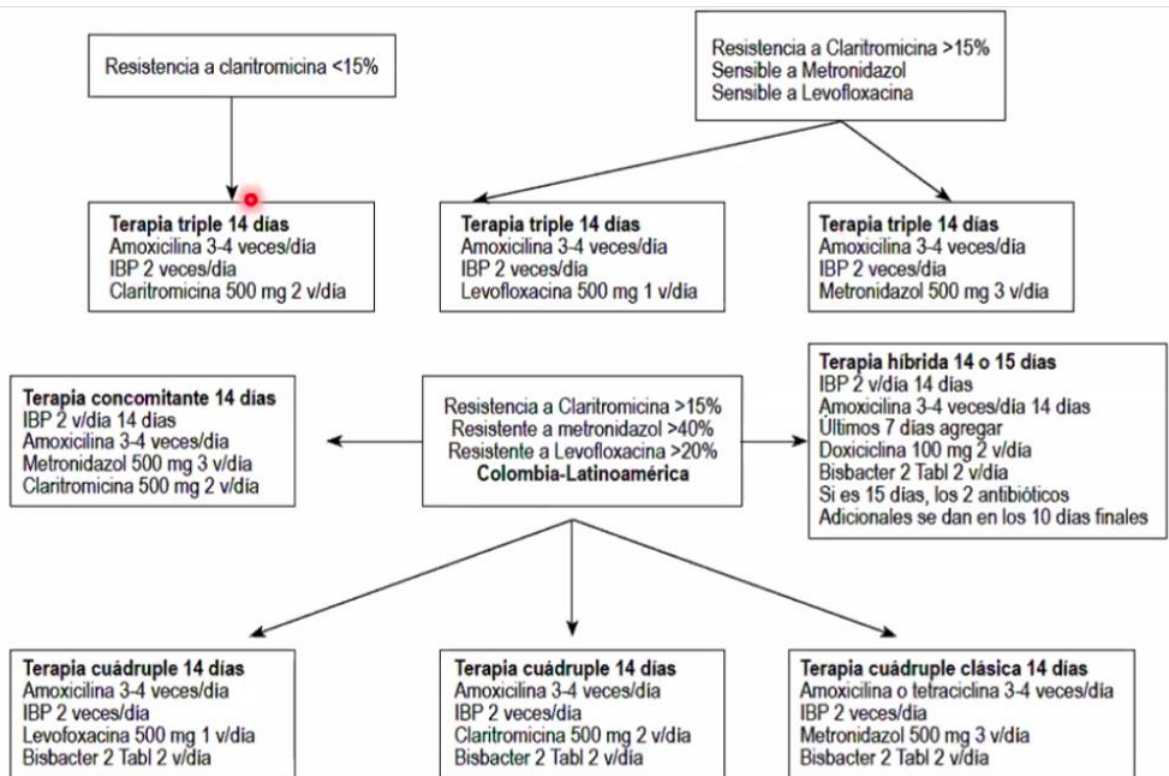 Resistencia a claritromicina <15%
Resistencia a Claritromicina >15%
Sensible a Metronidazol
Sensible a Levofloxacina
Terapia triple 14 días
Amoxicilina 3-4 veces/día
IBP 2 veces/día
Claritromicina 500 mg 2 v/día
Terapia triple 14 días
Amoxicilina 3-4 veces/día
IBP 2 veces/día
Levofloxacina 500 mg 1 v/día
Terapia triple 14 días
Amoxicilina 3-4 veces/día
IBP 2 veces/día
Metronidazol 500 mg 3 v/día
Terapia concomitante 14 días
IBP 2 v/día 14 días
Amoxicilina 3-4 veces/día
Metronidazol 500 mg 3 v/día
Claritromicina 500 mg 2 v/día
Resistencia a Claritromicina >15%
Resistente a metronidazol >40%
Resistente a Levofloxacina >20%
Colombia-Latinoamérica
Terapia híbrida 14 o 15 días
IBP 2 v/día 14 días
Amoxicilina 3-4 veces/día 14 días
Últimos 7 días agregar
Doxiciclina 100 mg 2 v/día
Bisbacter 2 Tabl 2 v/día
Si es 15 días, los 2 antibióticos
Adicionales se dan en los 10 días finales
Terapia cuádruple 14 días
Amoxicilina 3-4 veces/día
IBP 2 veces/día
Levofoxacina 500 mg 1 v/día
Bisbacter 2 Tabl 2 v/día
Terapia cuádruple 14 días
Amoxicilina 3-4 veces/día
IBP 2 veces/día
Claritromicina 500 mg 2 v/día
Bisbacter 2 Tabl 2 v/día
Terapia cuádruple clásica 14 días
Amoxicilina o tetraciclina 3-4 veces/día
IBP 2 veces/día
Metronidazol 500 mg 3 v/día
Bisbacter 2 Tabl 2 v/día